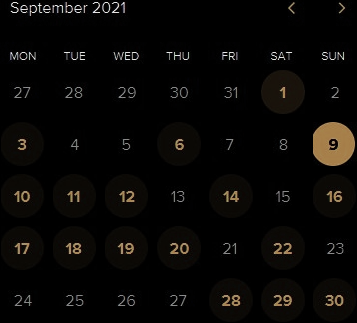 September 2021 < >
MON TUE WED THU FRI SAT SUN
27 28 29 30 31 1 2
3 4 5 6 7 8 9
10 11 12 13 14 15 16
17 18 19 20 21 22 23
24 25 26 27 28 29 30